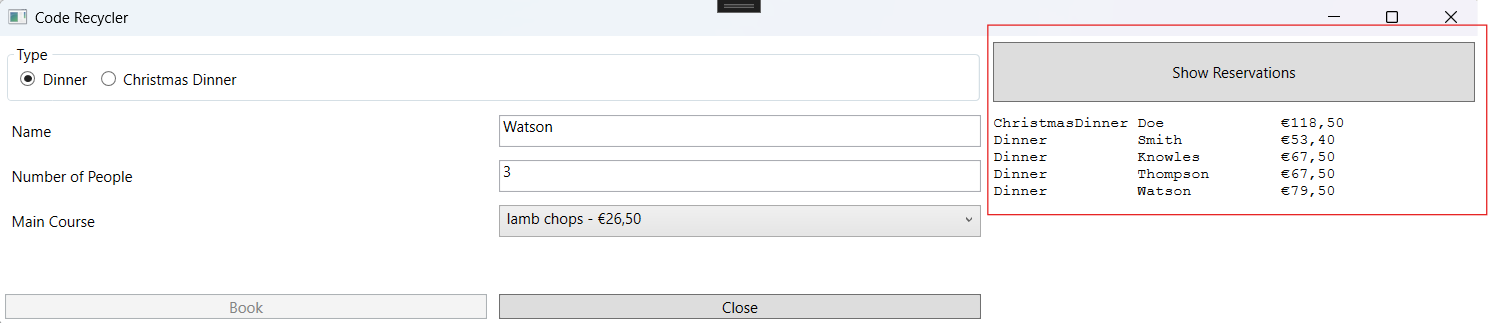 Code Recycler
Type
Dinner Christmas Dinner
Name Watson
Number of People 3
Main Course lamb chops - €26,50
Book Close
Show Reservations
ChristmasDinner Doe €118,50
Dinner Smith €53,40
Dinner Knowles €67,50
Dinner Thompson €67,50
Dinner Watson €79,50